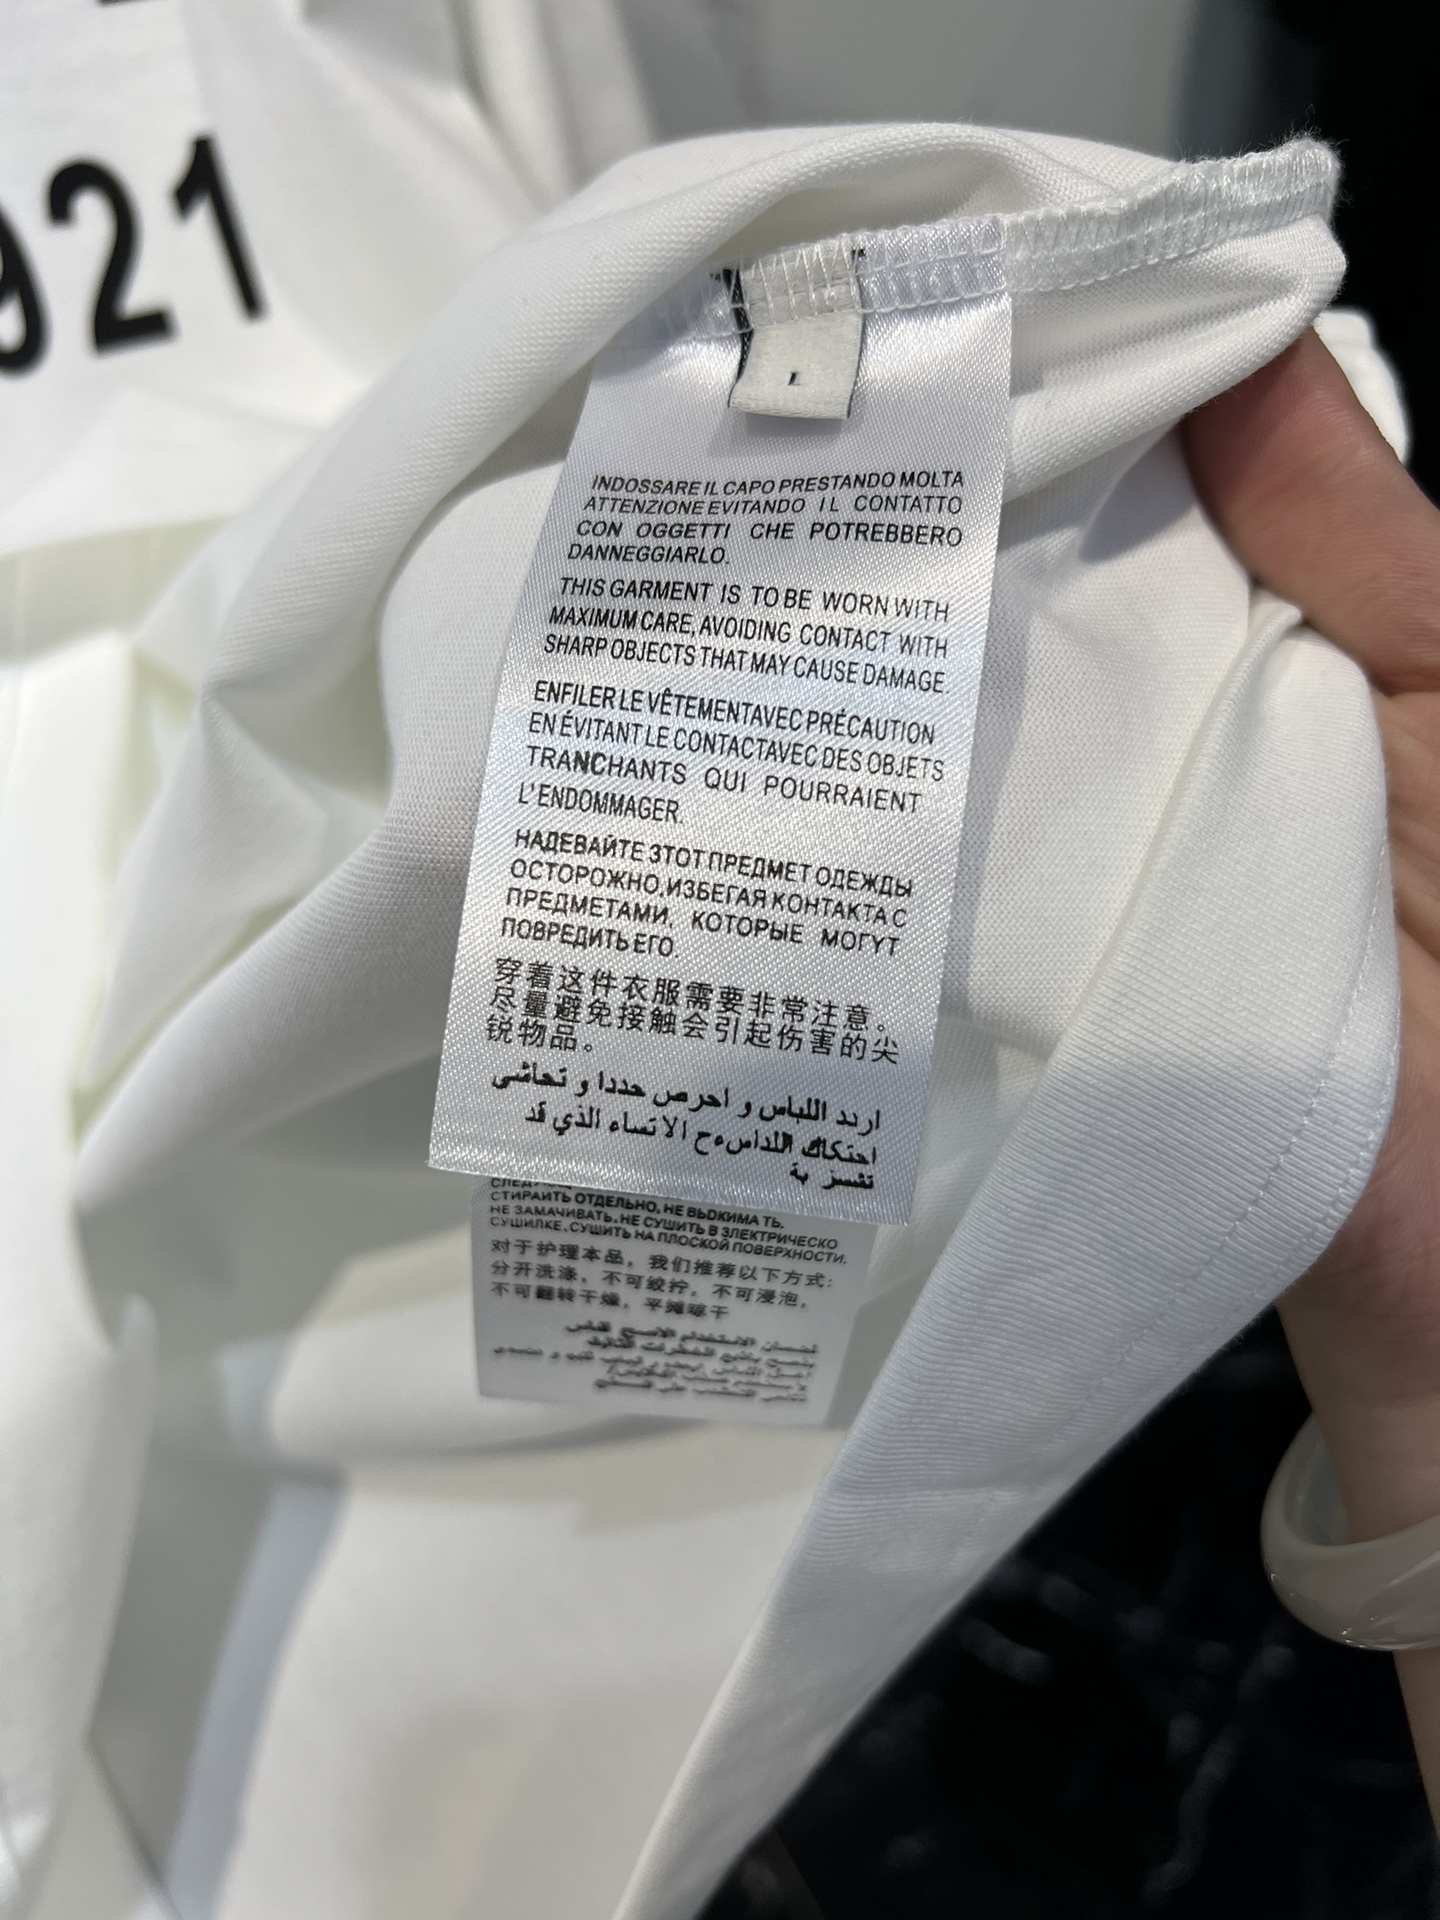 921
L
INDOSSARE IL CAPO PRESTANDO MOLTA
ATTENZIONE EVITANDO IL CONTATTO
CON OGGETTI CHE POTREBBERO
DANNEGGIARLO.
THIS GARMENT IS TO BE WORN WITH
MAXIMUM CARE, AVOIDING CONTACT WITH
SHARP OBJECTS THAT MAY CAUSE DAMAGE
ENFILER LE VÊTEMENTAVEC PRÉCAUTION
EN ÉVITANT LE CONTACTAVEC DES OBJETS
TRANCHANTS QUI POURRAIENT
L'ENDOMMAGER.
НАДЕВАЙТЕ ЗТОТ ПРЕДМЕТ ОДЕЖДЫ
ОСТОРОЖНО,ИЗБЕГАЯ КОНТАКТА С
ПРЕДМЕТАМИ, КОТОРЫЕ МОГYТ
ПОВРЕДИТЬ ЕГО.
穿着这件衣服需要非常注意。
尽量避免接触会引起伤害的尖
锐物品。
اربد اللباس و احرص حددا و تحاشى
احتكاك اللداسءح الاتساء الذي قد
تسز بة
СТИРАИТЬ ОТДЕЛЬНО, НЕ ВЫDКИМА ТЬ.
НЕ ЗАМАЧИВАТЬ. НЕ СУШИТЬ В ЗЛЕКТРИЧЕСКО
СУШИЛКЕ. СУШИТЬ НА ПЛОСКОЙ ПОВЕРХНОСТИ.
对于护理本品，我们推荐以下方式:
分开洗涤，不可绞拧，不可浸泡，
不可翻转干燥，平摊晾干